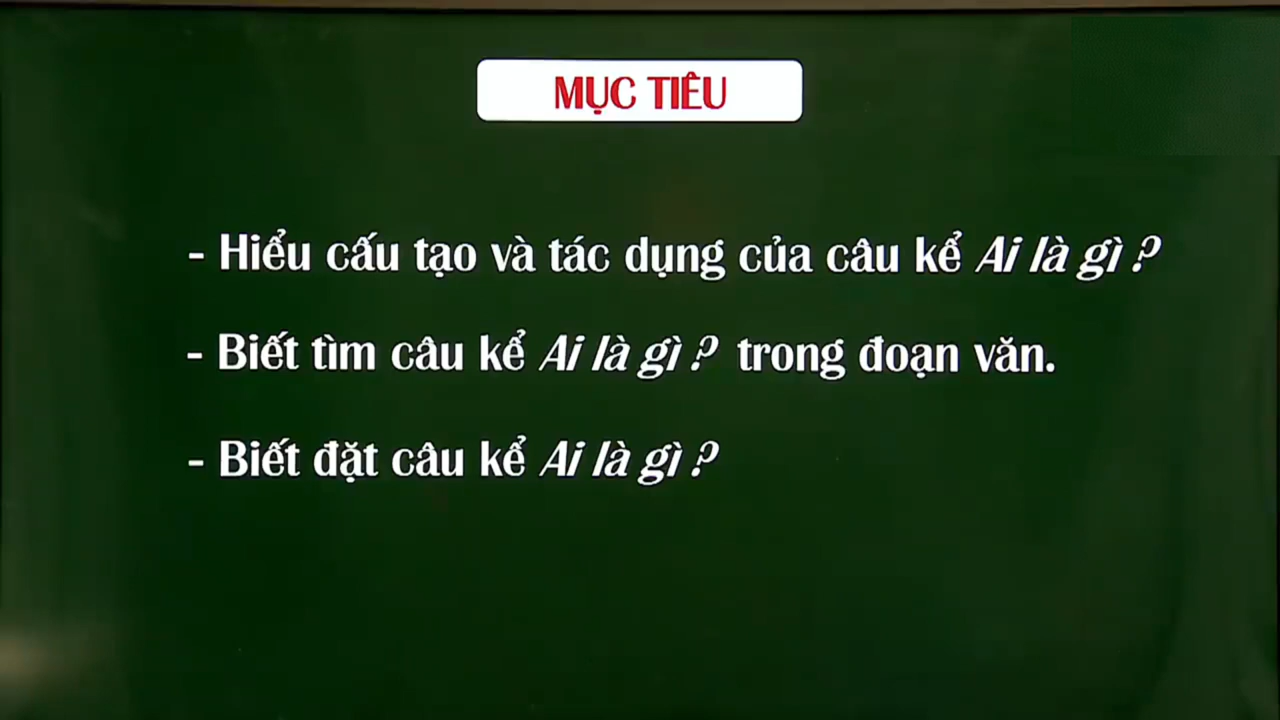 MỤC TIÊU
- Hiểu cấu tạo và tác dụng của câu kể Ai là gì ?
- Biết tìm câu kể Ai là gì ? trong đoạn văn.
- Biết đặt câu kể Ai là gì ?